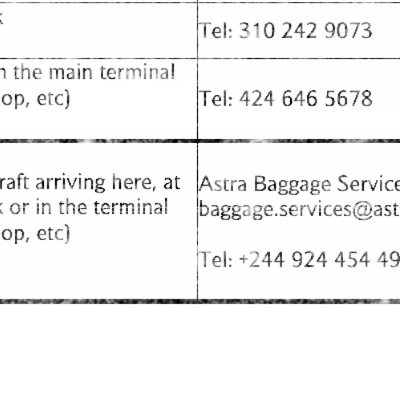 Tel: 310 242 9073
n the main terminal
op, etc)
Tel: 424 646 5678
raft arriving here, at
k or in the terminal
op, etc)
Astra Baggage Service
baggage.services@ast
Tel: +244 924 454 49